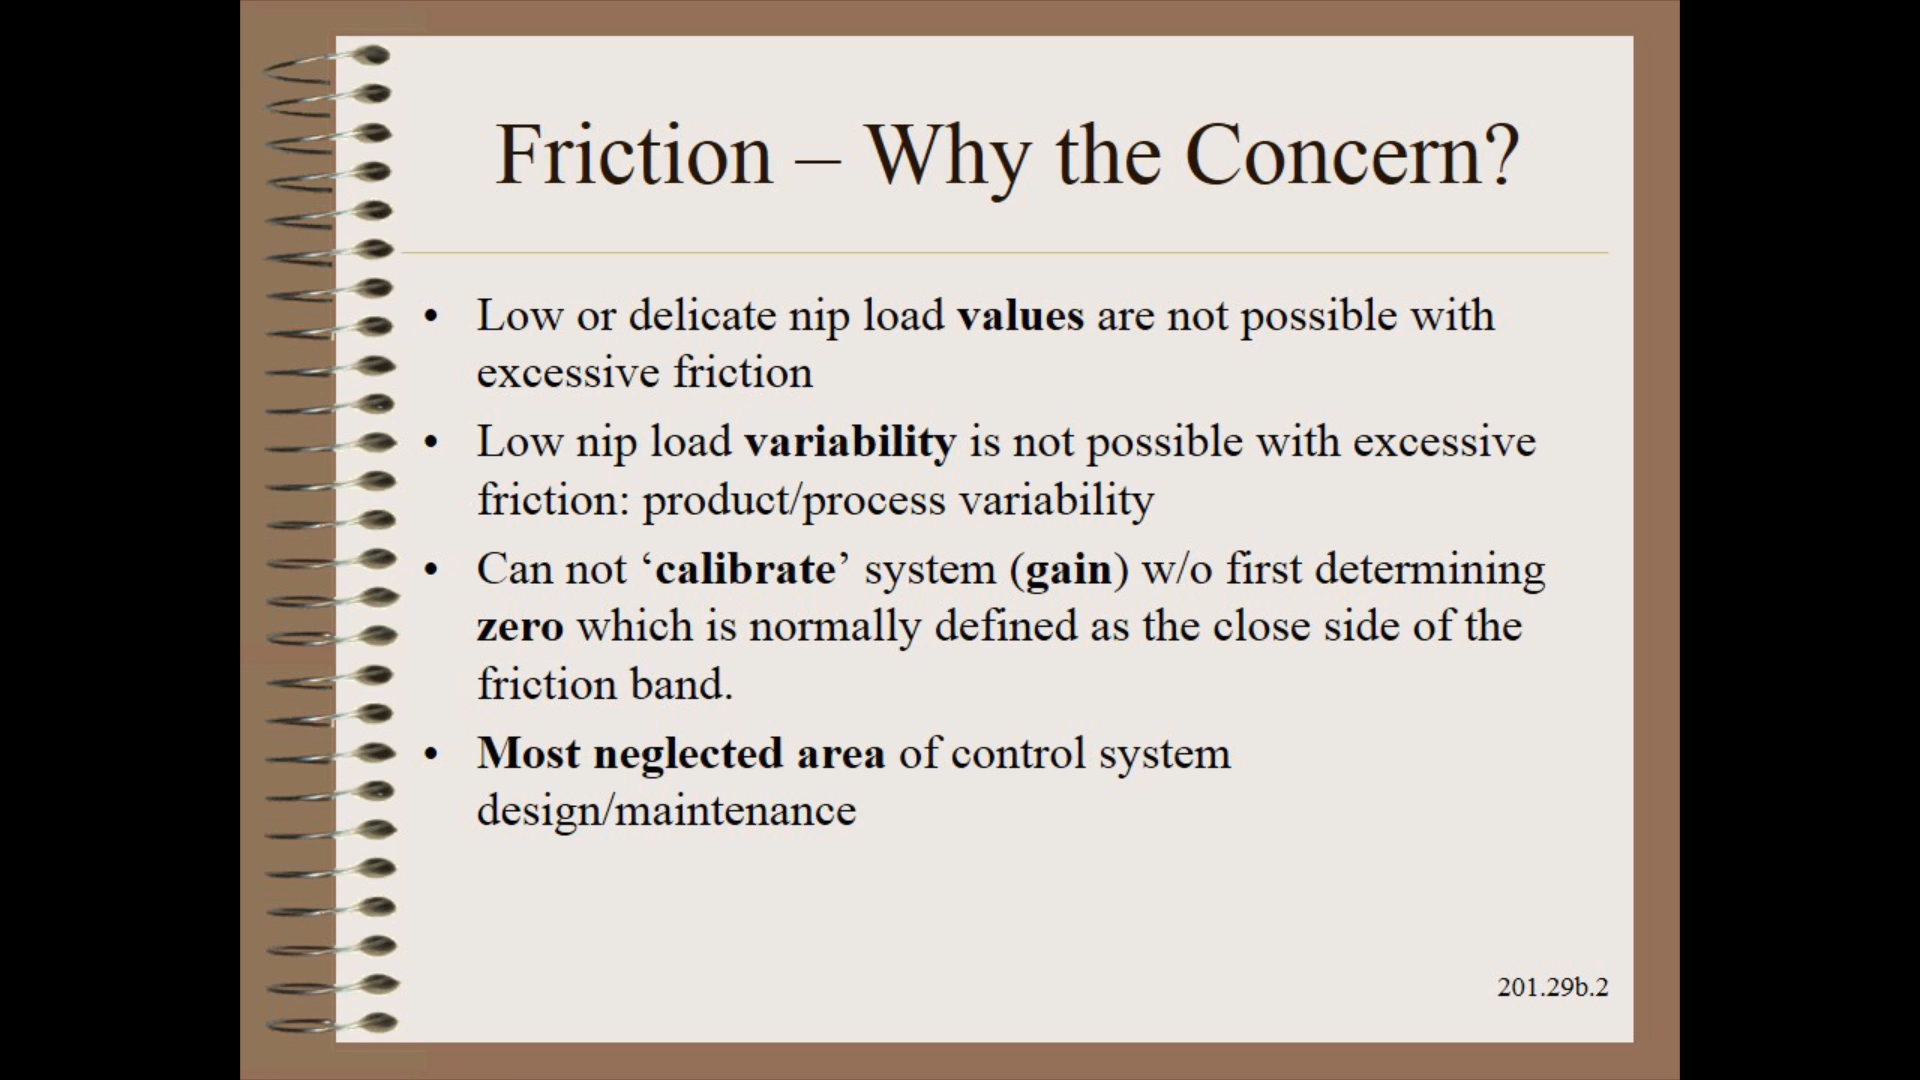 Friction – Why the Concern?
• Low or delicate nip load values are not possible with
excessive friction
• Low nip load variability is not possible with excessive
friction: product/process variability
• Can not ‘calibrate’ system (gain) w/o first determining
zero which is normally defined as the close side of the
friction band.
• Most neglected area of control system
design/maintenance
201.29b.2